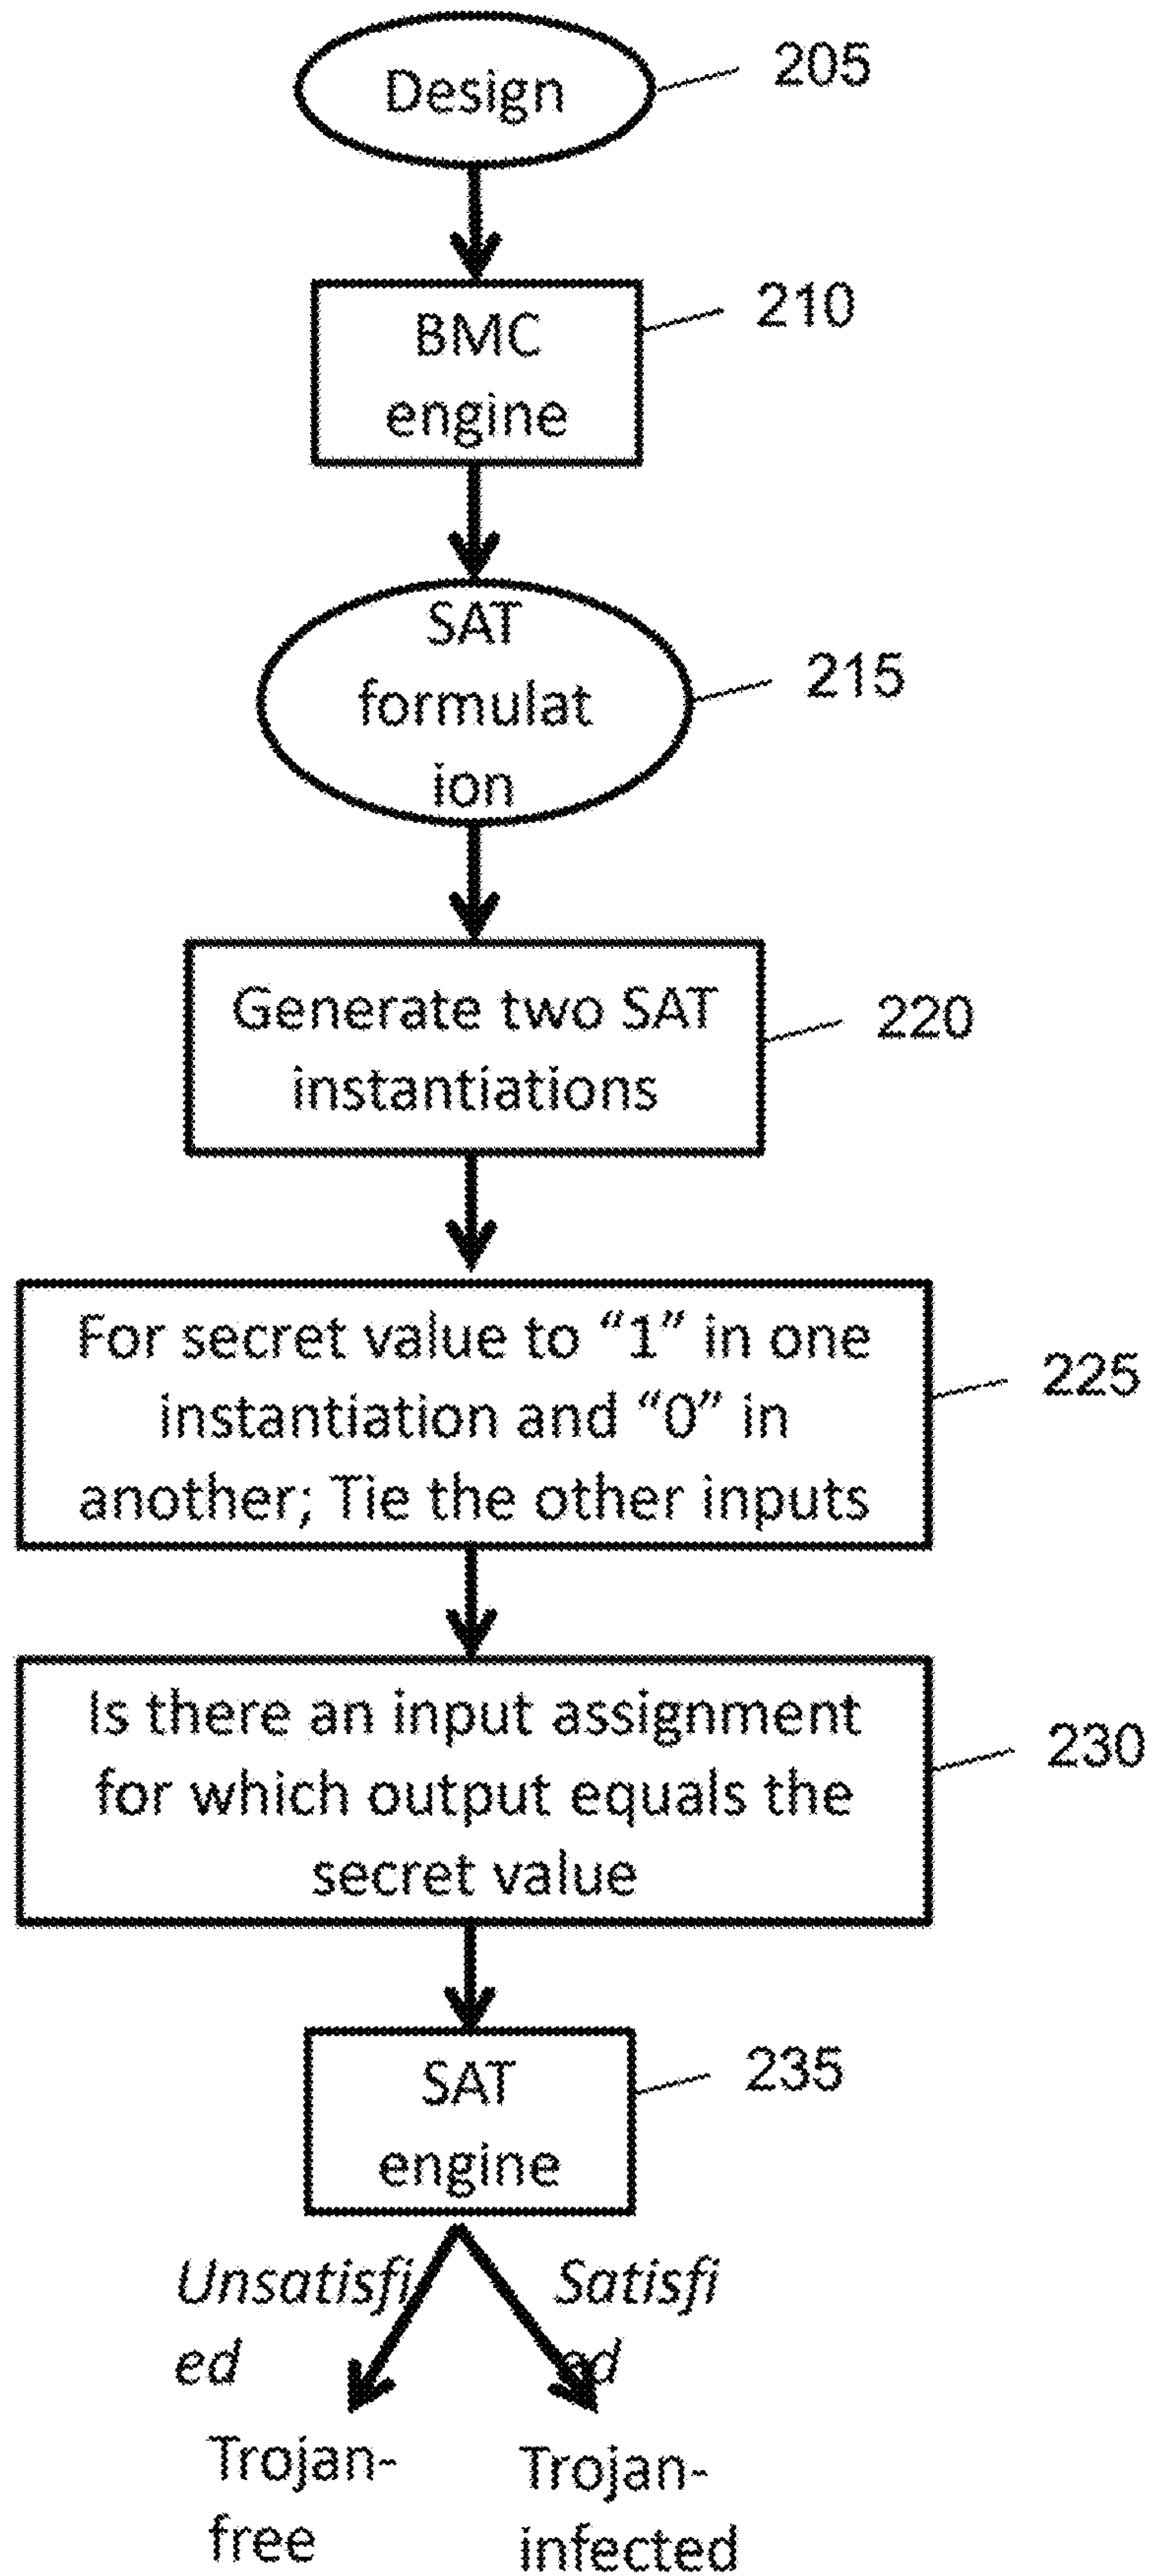 Design
205
BMC
engine
210
SAT
formulat
ion
215
Generate two SAT
instantiations
220
For secret value to “1” in one
instantiation and “0” in
another; Tie the other inputs
225
Is there an input assignment
for which output equals the
secret value
230
SAT
engine
235
Unsatisfi
ed
Satisfi
ed
Trojan-
free
Trojan-
infected